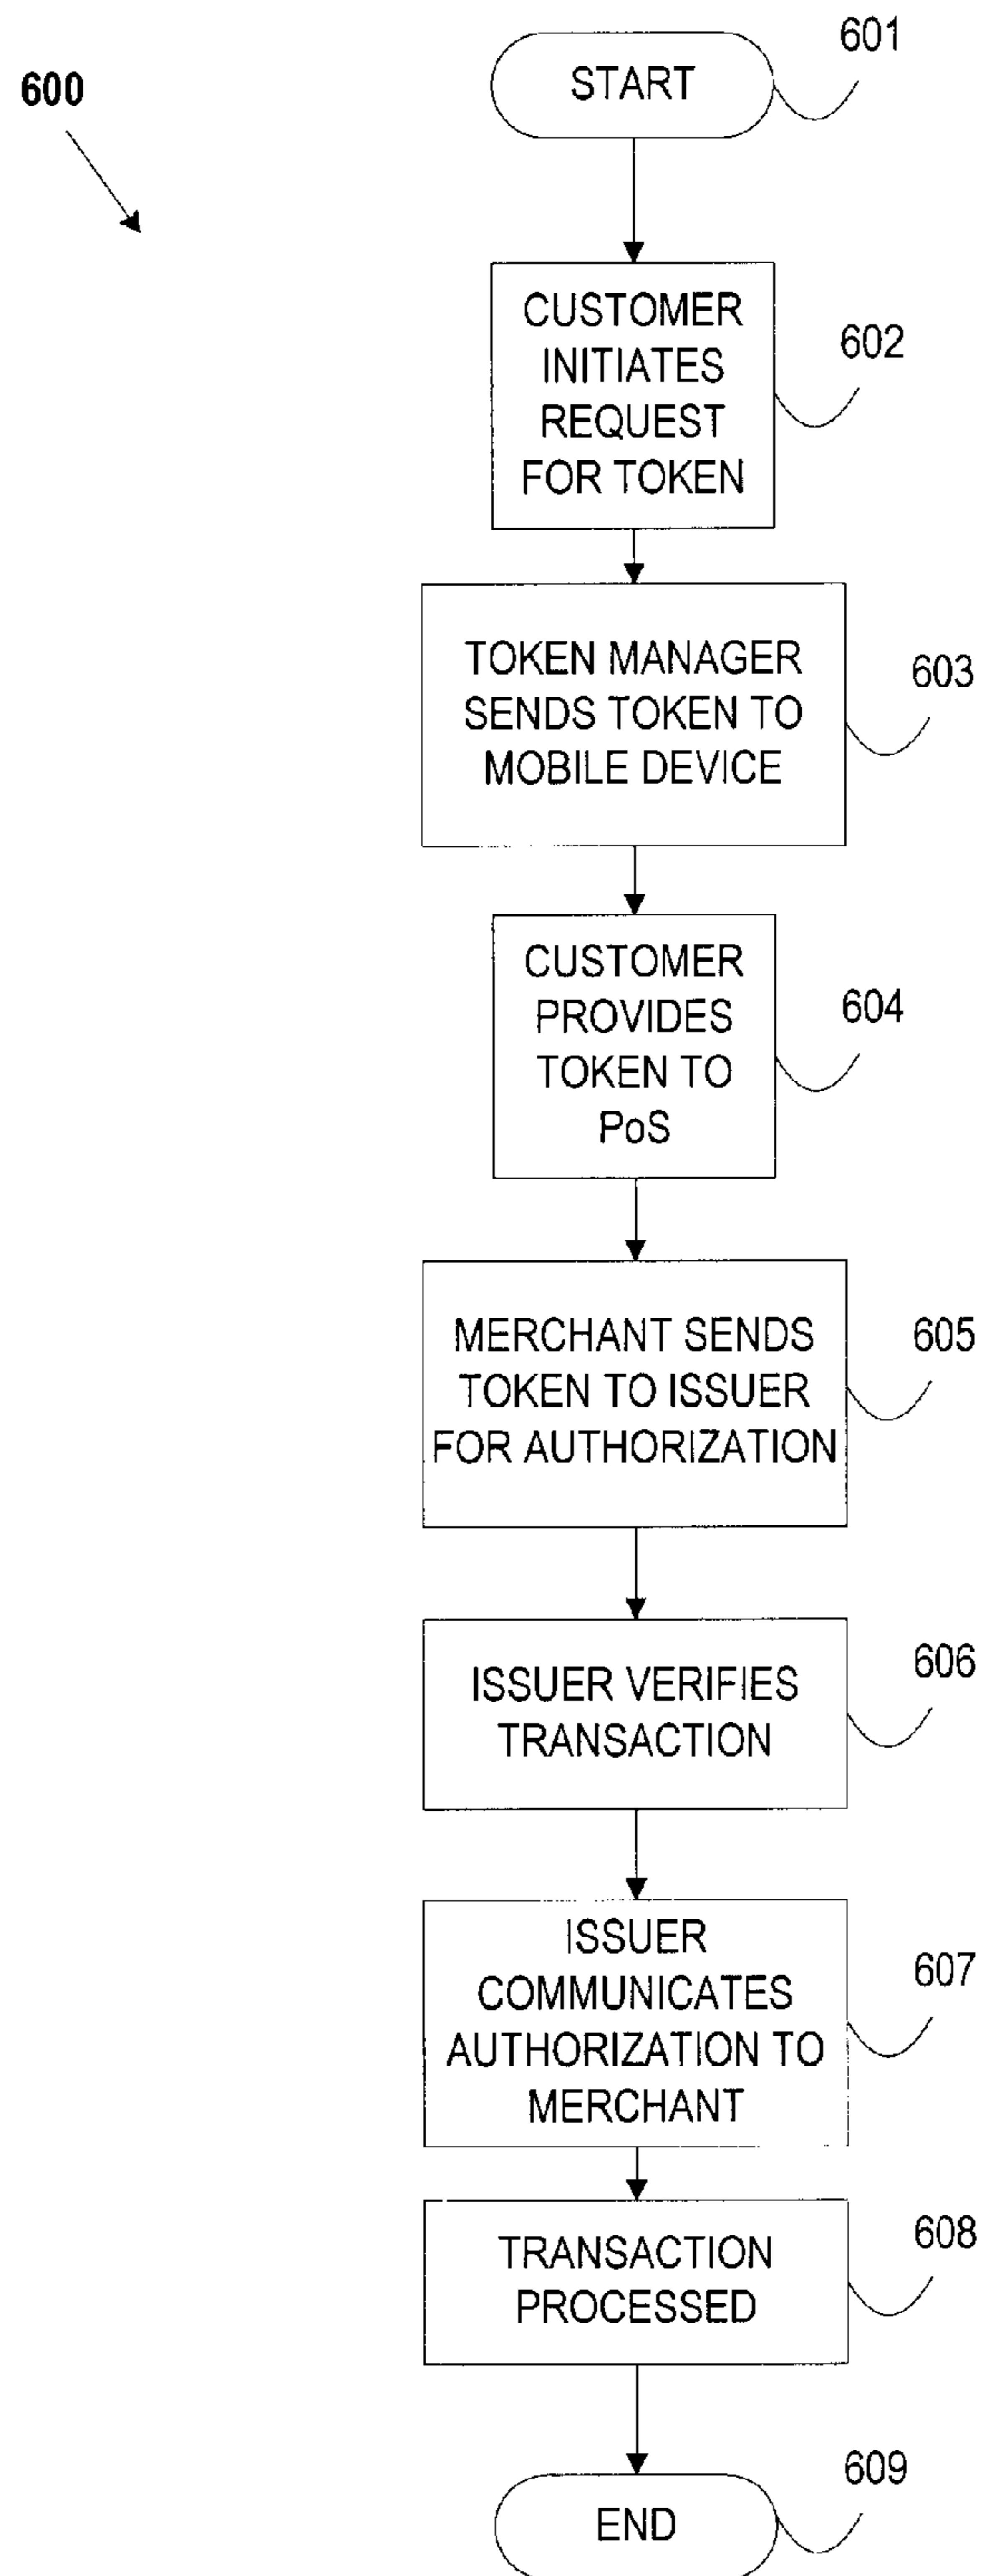 600
START
601
CUSTOMER
INITIATES
REQUEST
FOR TOKEN
602
TOKEN MANAGER
SENDS TOKEN TO
MOBILE DEVICE
603
CUSTOMER
PROVIDES
TOKEN TO
PoS
604
MERCHANT SENDS
TOKEN TO ISSUER
FOR AUTHORIZATION
605
ISSUER VERIFIES
TRANSACTION
606
ISSUER
COMMUNICATES
AUTHORIZATION TO
MERCHANT
607
TRANSACTION
PROCESSED
608
END
609